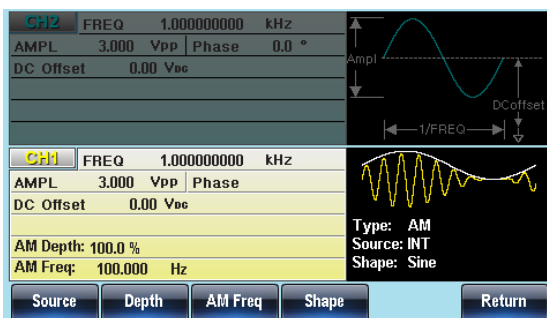 CH2 FREQ 1.000000000 kHz
AMPL 3.000 Vpp Phase 0.0 °
DC Offset 0.00 VDC
Ampl
DCoffset
1/FREQ
CH1 FREQ 1.000000000 kHz
AMPL 3.000 Vpp Phase
DC Offset 0.00 VDC
AM Depth: 100.0 %
AM Freq: 100.000 Hz
Type: AM
Source: INT
Shape: Sine
Source Depth AM Freq Shape Return